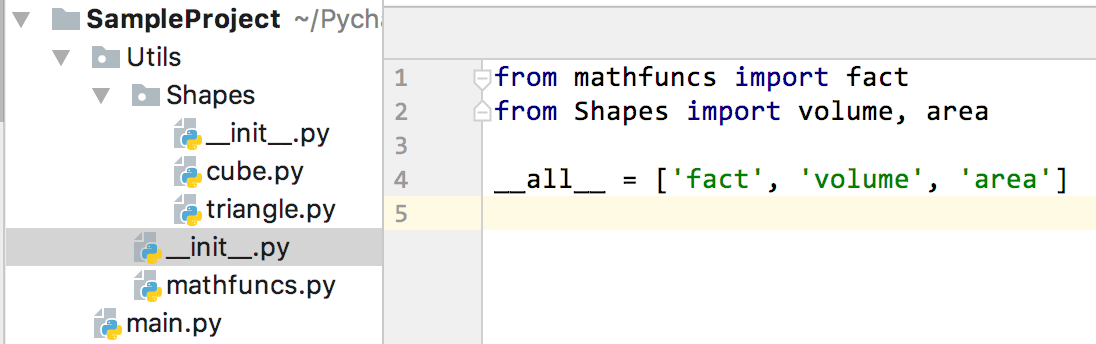 SampleProject ~/Pycha
Utils
Shapes
__init__.py
cube.py
triangle.py
__init__.py
mathfuncs.py
main.py
1 from mathfuncs import fact
2 from Shapes import volume, area
3
4 __all__ = ['fact', 'volume', 'area']
5